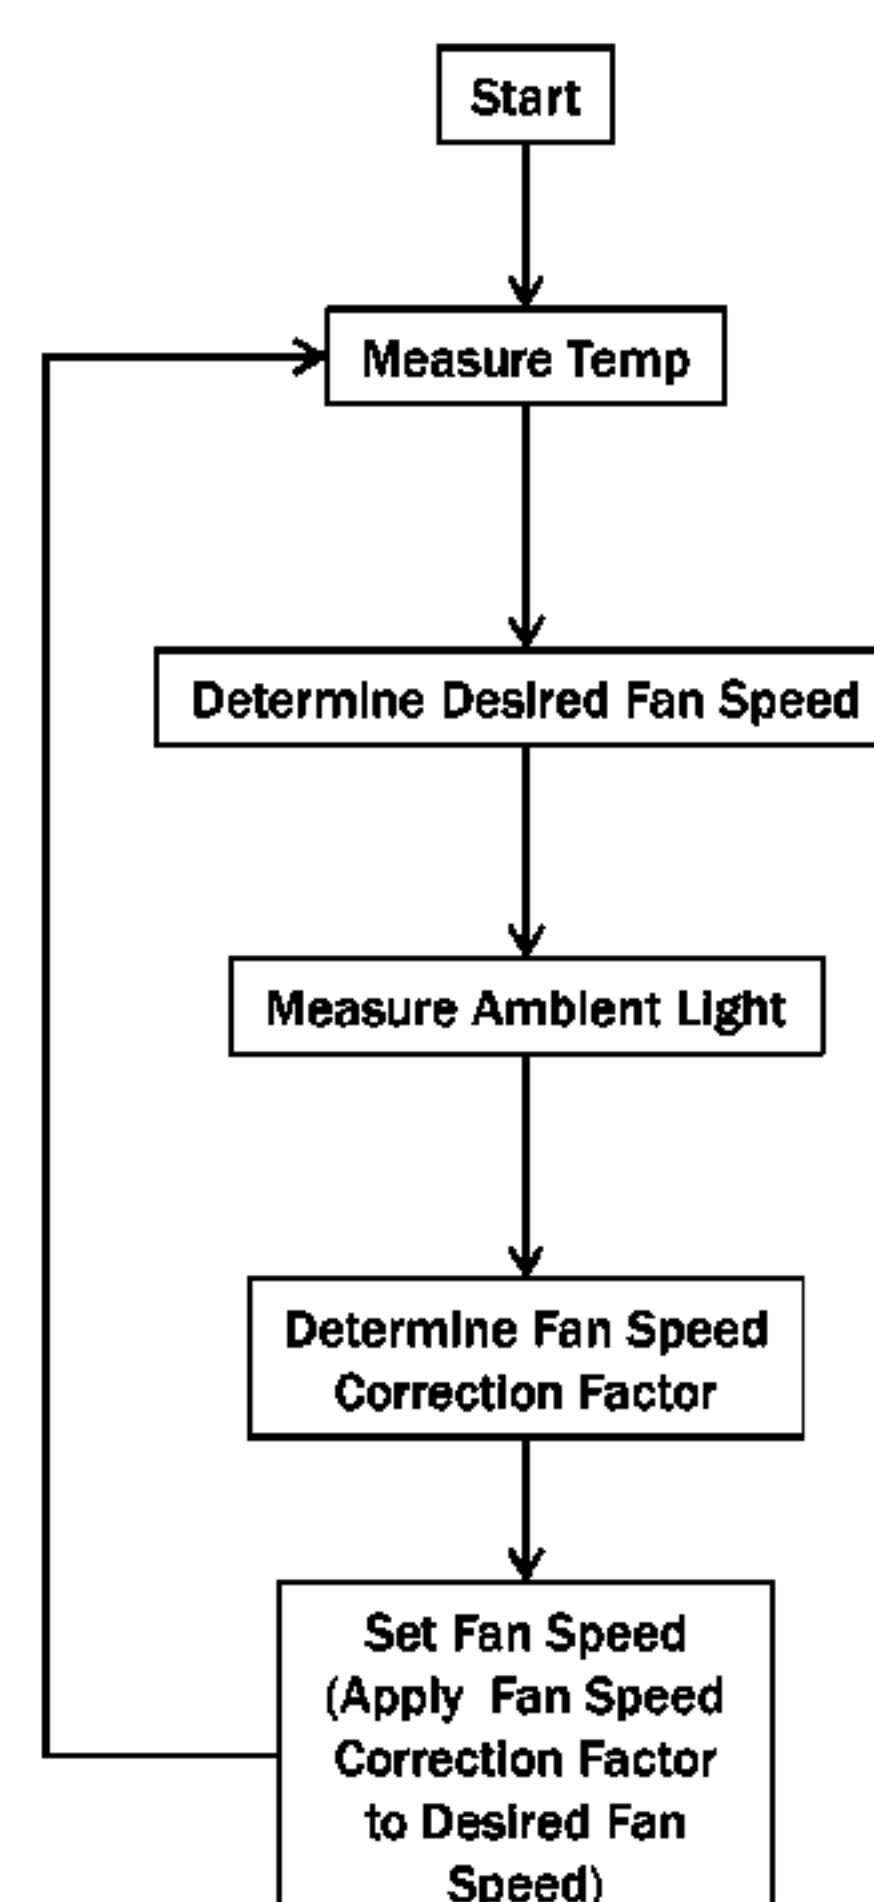 Start
Measure Temp
Determine Desired Fan Speed
Measure Ambient Light
Determine Fan Speed
Correction Factor
Set Fan Speed
(Apply Fan Speed
Correction Factor
to Desired Fan
Speed)